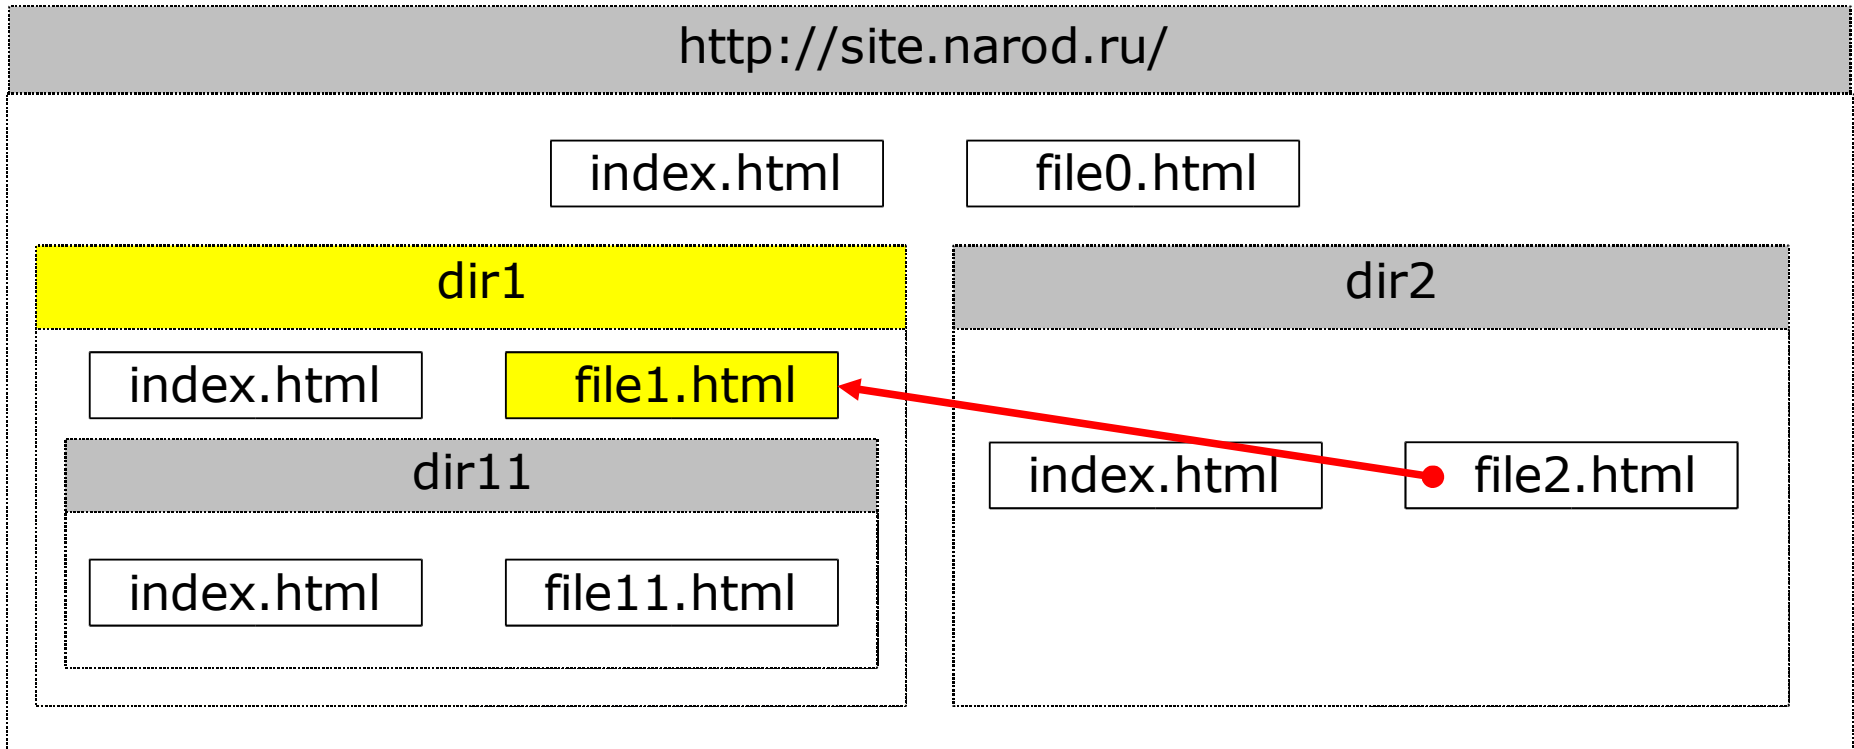 http://site.narod.ru/
index.html
file0.html
dir1
index.html
file1.html
dir11
index.html
file11.html
dir2
index.html
file2.html